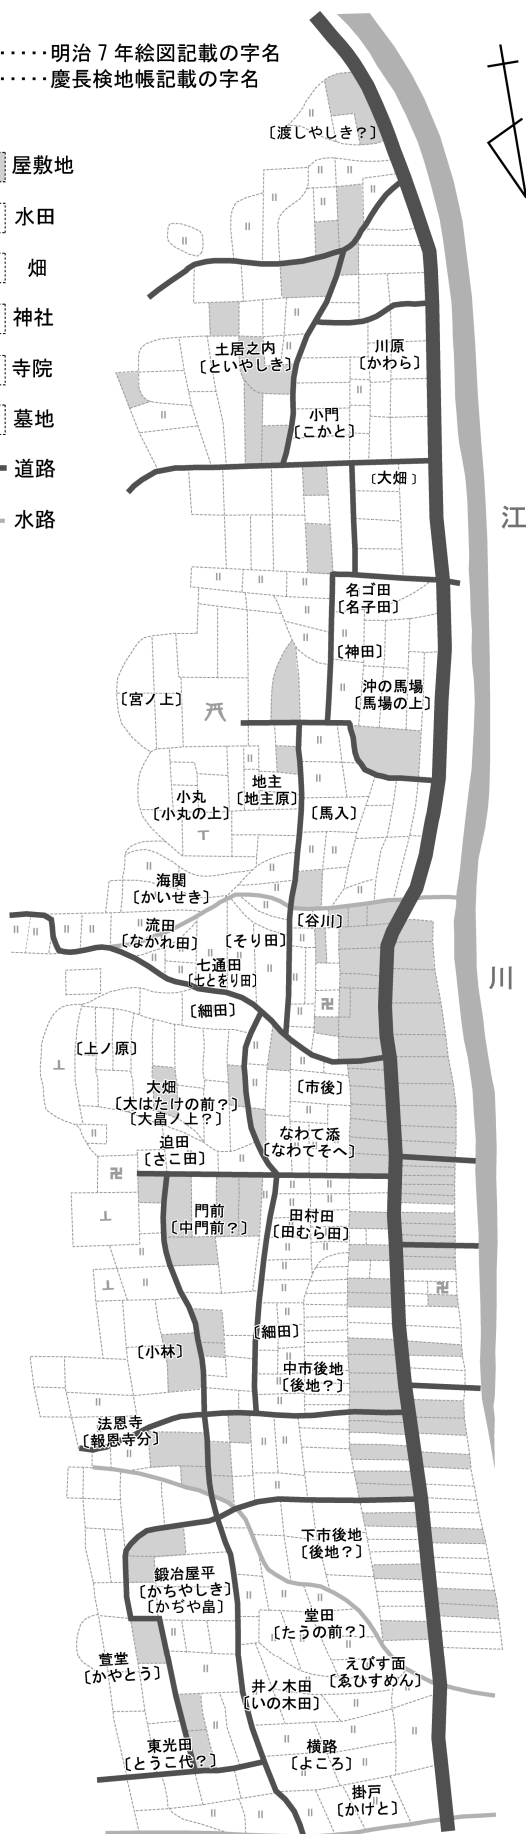 ……明治７年絵図記載の字名
……慶長検地帳記載の字名
〔渡しやしき？〕
屋敷地
水田
畑
神社
寺院
墓地
道路
水路
土居之内
〔といやしき〕
川原
〔かわら〕
小門
〔こかと〕
〔大畑〕
江
名ゴ田
〔名子田〕
〔神田〕
沖の馬場
〔馬場の上〕
〔宮ノ上〕
地主
〔地主原〕
小丸
〔小丸の上〕
〔馬入〕
海関
〔かいせき〕
〔谷川〕
流田
〔なかれ田〕
〔そり田〕
七通田
〔七とをり田〕
川
〔細田〕
〔上ノ原〕
大畑
〔大はたけの前？〕
〔大畠ノ上？〕
〔市後〕
迫田
〔さこ田〕
なわて添
〔なわてそへ〕
門前
〔中門前？〕
田村田
〔田むら田〕
〔細田〕
〔小林〕
中市後地
〔後地？〕
法恩寺
〔報恩寺分〕
下市後地
〔後地？〕
鍛冶屋平
〔かちやしき〕
〔かぢや畠〕
堂田
〔たうの前？〕
萱堂
〔かやとう〕
えびす面
〔ゑひすめん〕
井ノ木田
〔いの木田〕
東光田
〔とうこ代？〕
横路
〔よころ〕
掛戸
〔かけと〕